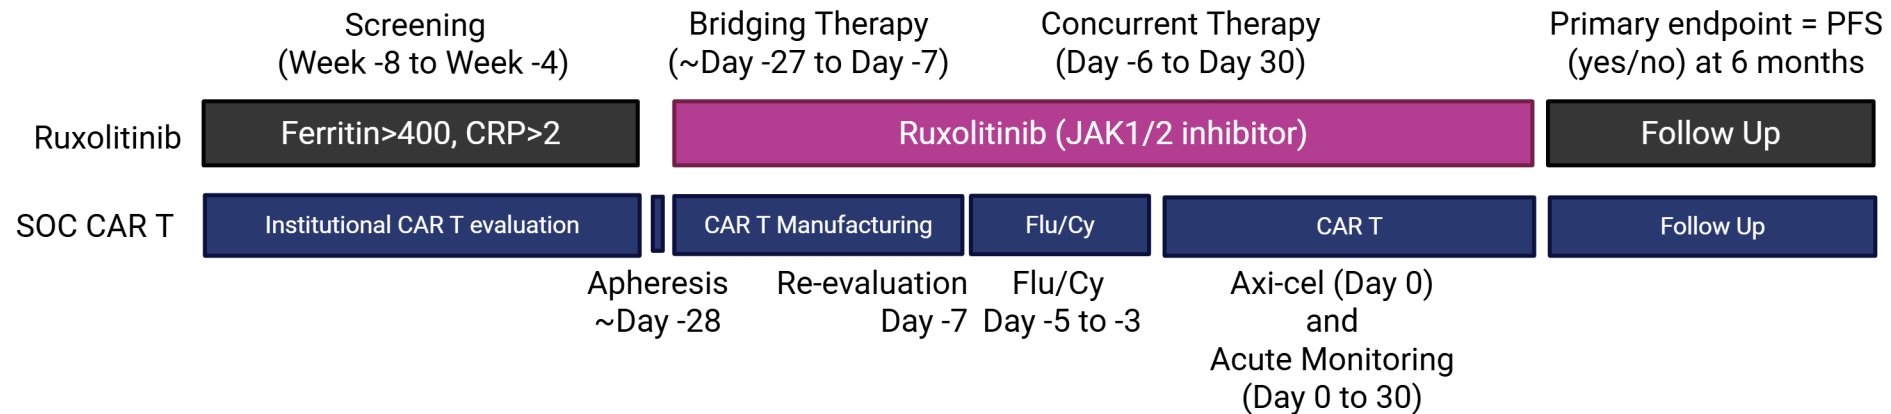 Screening
(Week -8 to Week -4)
Bridging Therapy
(~Day -27 to Day -7)
Concurrent Therapy
(Day -6 to Day 30)
Primary endpoint = PFS
(yes/no) at 6 months
Ruxolitinib
Ferritin>400, CRP>2
Ruxolitinib (JAK1/2 inhibitor)
Follow Up
SOC CAR T
Institutional CAR T evaluation
CAR T Manufacturing
Flu/Cy
CAR T
Follow Up
Apheresis
~Day -28
Re-evaluation
Day -7
Flu/Cy
Day -5 to -3
Axi-cel (Day 0)
and
Acute Monitoring
(Day 0 to 30)